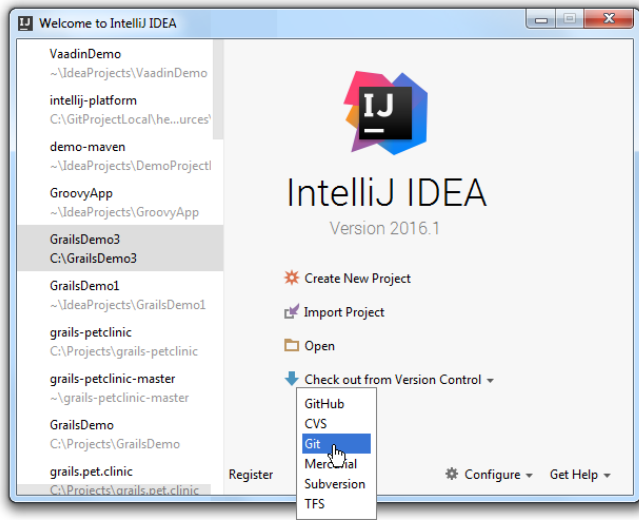 Welcome to IntelliJ IDEA
VaadinDemo
~\IdeaProjects\VaadinDemo
intellij-platform
C:\GitProjectLocal\he...urces'
demo-maven
~\IdeaProjects\DemoProjectl
GroovyApp
~\IdeaProjects\GroovyApp
GrailsDemo3
C:\GrailsDemo3
GrailsDemo1
~\IdeaProjects\GrailsDemo1
grails-petclinic
C:\Projects\grails-petclinic
grails-petclinic-master
~\grails-petclinic-master
GrailsDemo
C:\Projects\GrailsDemo
grails.pet.clinic
C:\Projects\grails.pet.clinic
IJ
IntelliJ IDEA
Version 2016.1
Create New Project
Import Project
Open
Check out from Version Control
GitHub
CVS
Git
Mercurial
Subversion
TFS
Register
Configure
Get Help